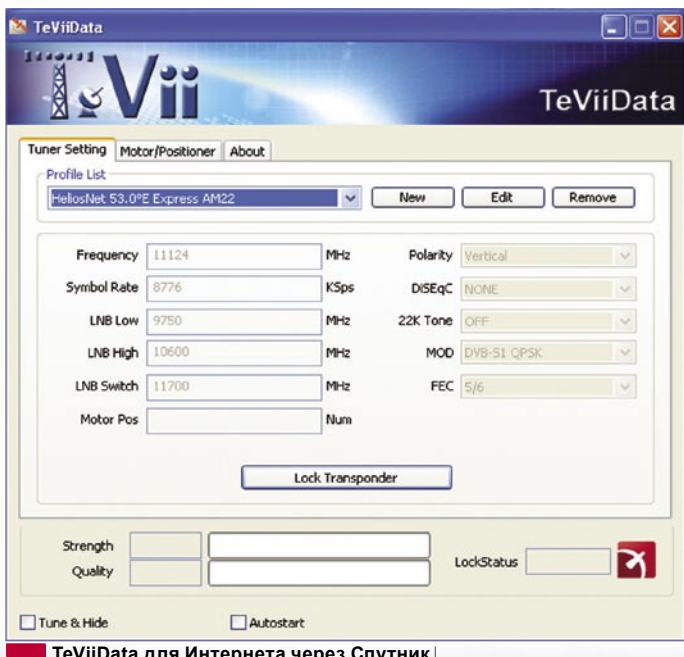 TeViiData
TeVii
TeViiData
Tuner Setting Motor/Positioner About
Profile List
HeliosNet 53.0°E Express AM22 New Edit Remove
Frequency 11124 MHz Polarity Vertical
Symbol Rate 8776 KSps DiSEqC NONE
LNB Low 9750 MHz 22K Tone OFF
LNB High 10600 MHz MOD DVB-S1 QPSK
LNB Switch 11700 MHz FEC 5/6
Motor Pos Num
Lock Transponder
Strength
Quality
LockStatus
Tune & Hide Autostart
TeViiData для Интернета через Спутник